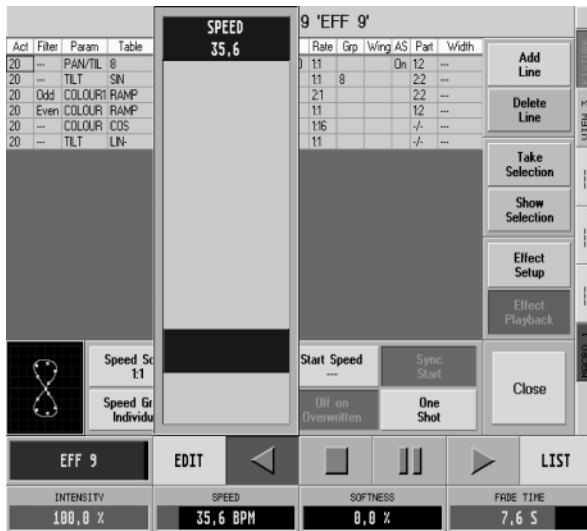 SPEED
35,6
9 'EFF 9'
Act Filter Param Table Rate Grp Wing AS Part Width
20 --- PAN/TIL 8 1:1 On 1:2 ---
20 --- TILT SIN 1:1 8 2:2 ---
20 Odd COLOUR1 RAMP 2:1 2:2 ---
20 Even COLOUR RAMP 1:1 1:2 ---
20 --- COLOUR COS 1:16 -/- ---
20 --- TILT LIN- 1:1 -/- ---
Add
Line
Delete
Line
Take
Selection
Show
Selection
Effect
Setup
Effect
Playback
Speed Sc
1:1
Start Speed
---
Sync
Start
Close
Speed Gr
Individu
Off on
Overwritten
One
Shot
EFF 9
EDIT
LIST
INTENSITY
100,0 %
SPEED
35,6 BPM
SOFTNESS
0,0 %
FADE TIME
7,6 S